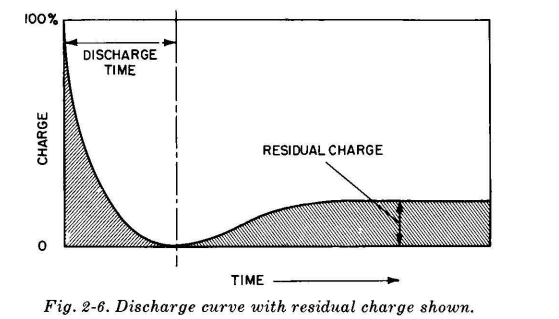 100%
DISCHARGE
TIME
CHARGE
RESIDUAL CHARGE
0
TIME
Fig. 2-6. Discharge curve with residual charge shown.